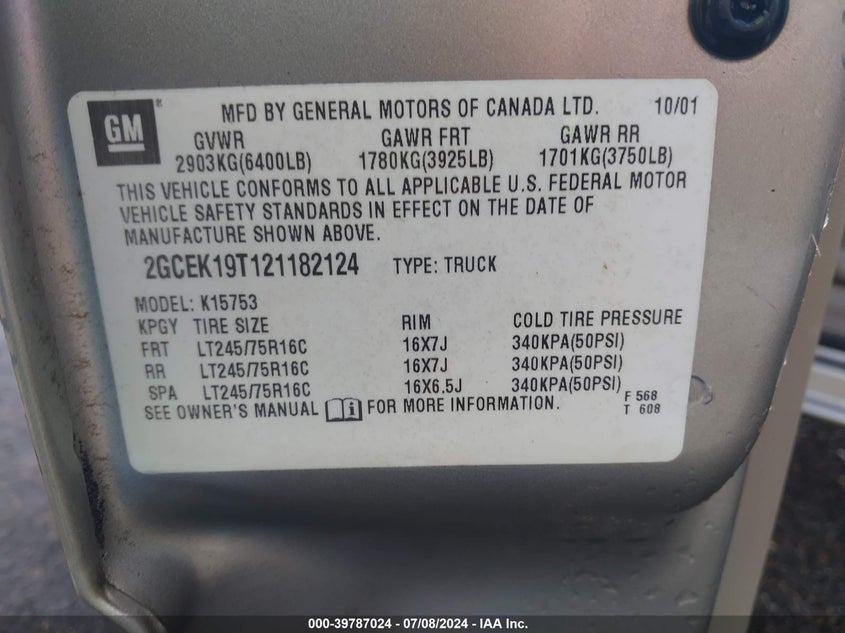 GM
MFD BY GENERAL MOTORS OF CANADA LTD. 10/01
GVWR GAWR FRT GAWR RR
2903KG(6400LB) 1780KG(3925LB) 1701KG(3750LB)
THIS VEHICLE CONFORMS TO ALL APPLICABLE U.S. FEDERAL MOTOR
VEHICLE SAFETY STANDARDS IN EFFECT ON THE DATE OF
MANUFACTURE SHOWN ABOVE.
2GCEK19T121182124 TYPE: TRUCK
MODEL: K15753
KPGY TIRE SIZE RIM COLD TIRE PRESSURE
FRT LT245/75R16C 16X7J 340KPA(50PSI)
RR LT245/75R16C 16X7J 340KPA(50PSI)
SPA LT245/75R16C 16X6.5J 340KPA(50PSI)
SEE OWNER'S MANUAL i FOR MORE INFORMATION.
F 568
T 608
000-39787024 - 07/08/2024 - IAA Inc.